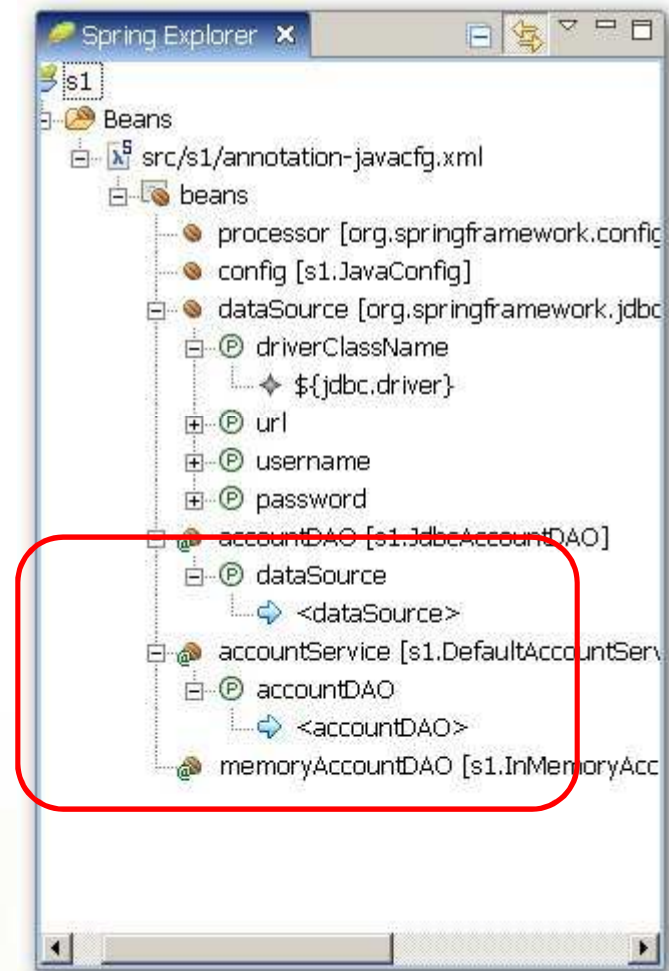 Spring Explorer
s1
Beans
src/s1/annotation-javacfg.xml
beans
processor [org.springframework.config
config [s1.JavaConfig]
dataSource [org.springframework.jdbc
driverClassName
${jdbc.driver}
url
username
password
accountDAO [s1.JdbcAccountDAO]
dataSource
<dataSource>
accountService [s1.DefaultAccountServ
accountDAO
<accountDAO>
memoryAccountDAO [s1.InMemoryAcc